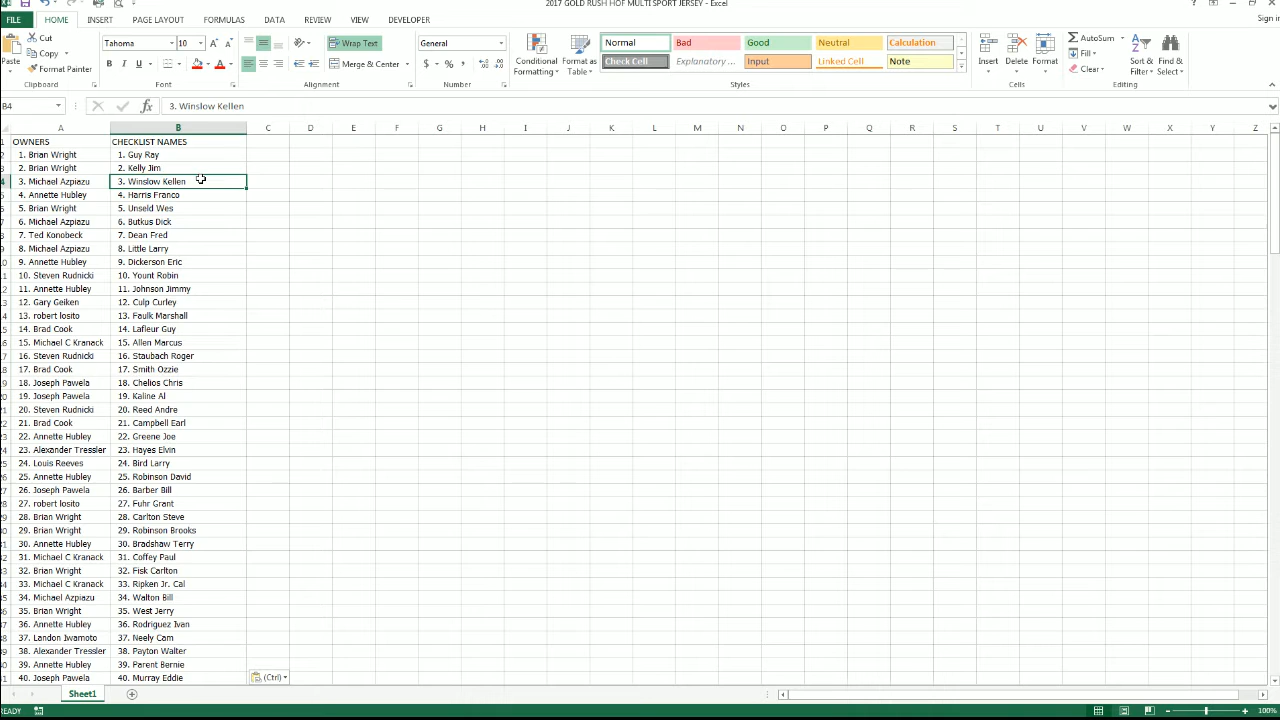 2017 GOLD RUSH HOF MULTI SPORT JERSEY - Excel
Sign in
FILE HOME INSERT PAGE LAYOUT FORMULAS DATA REVIEW VIEW DEVELOPER
Cut
Copy
Format Painter
Paste
Clipboard
Tahoma 10
B I U
Font
Wrap Text
Merge & Center
Alignment
General
$ % ,
Number
Conditional Formatting
Format as Table
Normal Bad Good Neutral Calculation
Check Cell Explanatory ... Input Linked Cell Note
Styles
Insert Delete Format
Cells
AutoSum
Fill
Clear
Sort & Filter
Find & Select
Editing
B4 fx 3. Winslow Kellen
A B C D E F G H I J K L M N O P Q R S T U V W X Y Z
OWNERS CHECKLIST NAMES
1. Brian Wright 1. Guy Ray
2. Brian Wright 2. Kelly Jim
3. Michael Azpiazu 3. Winslow Kellen
4. Annette Hubley 4. Harris Franco
5. Brian Wright 5. Unseld Wes
6. Michael Azpiazu 6. Butkus Dick
7. Ted Konobeck 7. Dean Fred
8. Michael Azpiazu 8. Little Larry
9. Annette Hubley 9. Dickerson Eric
10. Steven Rudnicki 10. Yount Robin
11. Annette Hubley 11. Johnson Jimmy
12. Gary Geiken 12. Culp Curley
13. robert losito 13. Faulk Marshall
14. Brad Cook 14. Lafleur Guy
15. Michael C Kranack 15. Allen Marcus
16. Steven Rudnicki 16. Staubach Roger
17. Brad Cook 17. Smith Ozzie
18. Joseph Pawela 18. Chelios Chris
19. Joseph Pawela 19. Kaline Al
20. Steven Rudnicki 20. Reed Andre
21. Brad Cook 21. Campbell Earl
22. Annette Hubley 22. Greene Joe
23. Alexander Tressler 23. Hayes Elvin
24. Louis Reeves 24. Bird Larry
25. Annette Hubley 25. Robinson David
26. Joseph Pawela 26. Barber Bill
27. robert losito 27. Fuhr Grant
28. Brian Wright 28. Carlton Steve
29. Brian Wright 29. Robinson Brooks
30. Annette Hubley 30. Bradshaw Terry
31. Michael C Kranack 31. Coffey Paul
32. Brian Wright 32. Fisk Carlton
33. Michael C Kranack 33. Ripken Jr. Cal
34. Michael Azpiazu 34. Walton Bill
35. Brian Wright 35. West Jerry
36. Annette Hubley 36. Rodriguez Ivan
37. Landon Iwamoto 37. Neely Cam
38. Alexander Tressler 38. Payton Walter
39. Annette Hubley 39. Parent Bernie
40. Joseph Pawela 40. Murray Eddie
(Ctrl)
Sheet1
READY
100%